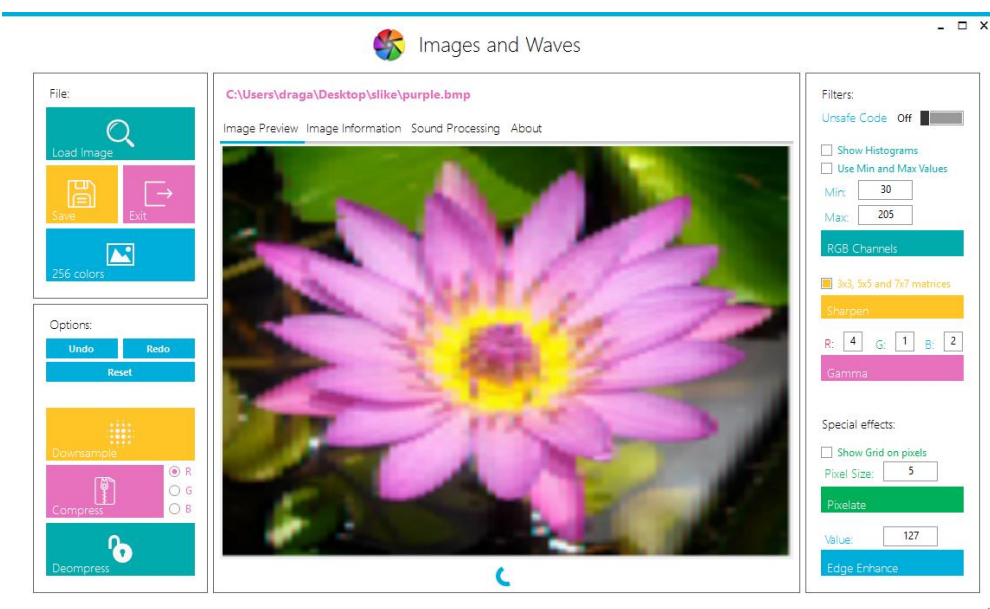 Images and Waves
File:
Load Image
Save
Exit
256 colors
Options:
Undo
Redo
Reset
Downsample
Compress
R
G
B
Deompress
C:\Users\draga\Desktop\slike\purple.bmp
Image Preview Image Information Sound Processing About
Filters:
Unsafe Code Off
Show Histograms
Use Min and Max Values
Min: 30
Max: 205
RGB Channels
3x3, 5x5 and 7x7 matrices
Sharpen
R: 4 G: 1 B: 2
Gamma
Special effects:
Show Grid on pixels
Pixel Size: 5
Pixelate
Value: 127
Edge Enhance